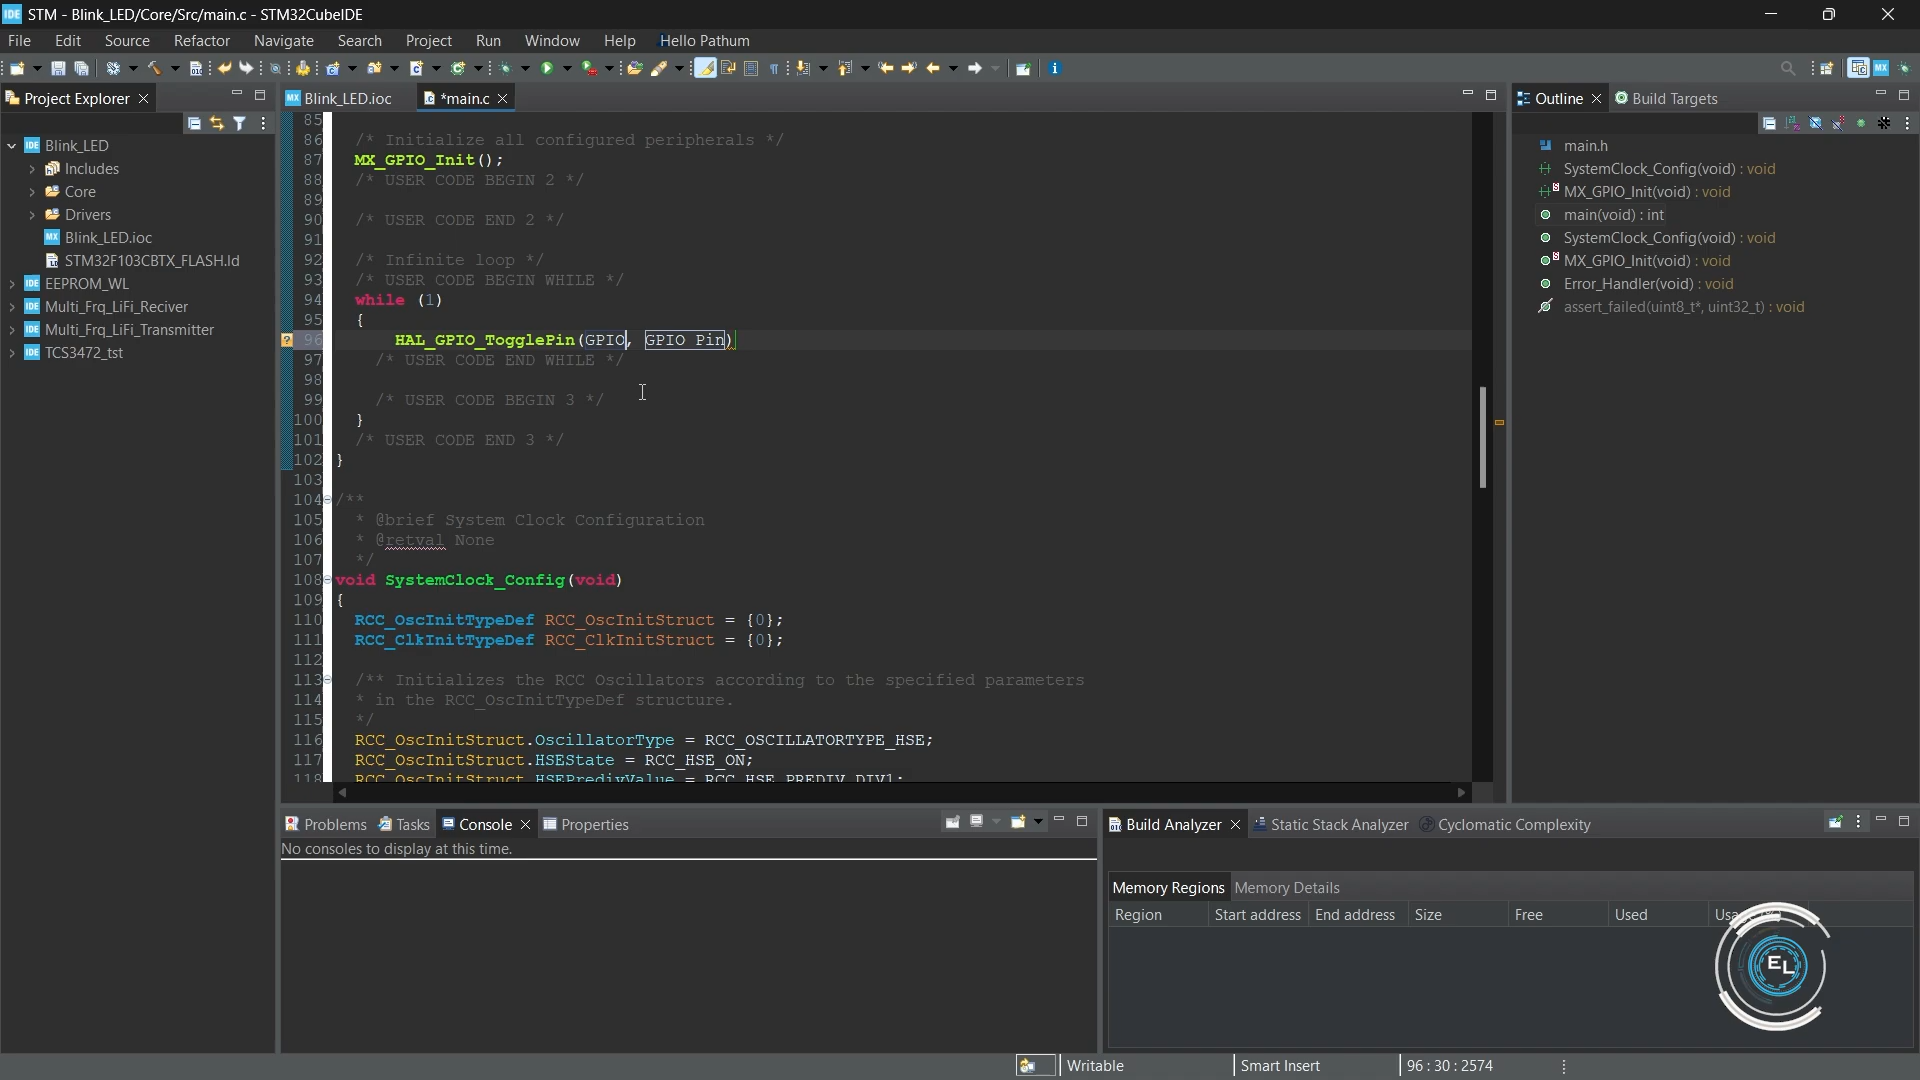 IDE STM - Blink_LED/Core/Src/main.c - STM32CubeIDE
File Edit Source Refactor Navigate Search Project Run Window Help Hello Pathum
Project Explorer
Blink_LED
Includes
Core
Drivers
Blink_LED.ioc
STM32F103CBTX_FLASH.ld
EEPROM_WL
Multi_Frq_LiFi_Reciver
Multi_Frq_LiFi_Transmitter
TCS3472_tst
MX Blink_LED.ioc *main.c
85
86 /* Initialize all configured peripherals */
87 MX_GPIO_Init();
88 /* USER CODE BEGIN 2 */
89
90 /* USER CODE END 2 */
91
92 /* Infinite loop */
93 /* USER CODE BEGIN WHILE */
94 while (1)
95 {
96 HAL_GPIO_TogglePin(GPIO, GPIO_Pin)
97 /* USER CODE END WHILE */
98
99 /* USER CODE BEGIN 3 */
100 }
101 /* USER CODE END 3 */
102 }
103
104 /**
105 * @brief System Clock Configuration
106 * @retval None
107 */
108 void SystemClock_Config(void)
109 {
110 RCC_OscInitTypeDef RCC_OscInitStruct = {0};
111 RCC_ClkInitTypeDef RCC_ClkInitStruct = {0};
112
113 /** Initializes the RCC Oscillators according to the specified parameters
114 * in the RCC_OscInitTypeDef structure.
115 */
116 RCC_OscInitStruct.OscillatorType = RCC_OSCILLATORTYPE_HSE;
117 RCC_OscInitStruct.HSEState = RCC_HSE_ON;
118 RCC_OscInitStruct.HSEPredivValue = RCC_HSE_PREDIV_DIV1;
Outline Build Targets
main.h
SystemClock_Config(void) : void
MX_GPIO_Init(void) : void
main(void) : int
SystemClock_Config(void) : void
MX_GPIO_Init(void) : void
Error_Handler(void) : void
assert_failed(uint8_t*, uint32_t) : void
Problems Tasks Console Properties
No consoles to display at this time.
Build Analyzer Static Stack Analyzer Cyclomatic Complexity
Memory Regions Memory Details
Region Start address End address Size Free Used
EL
Writable Smart Insert 96 : 30 : 2574